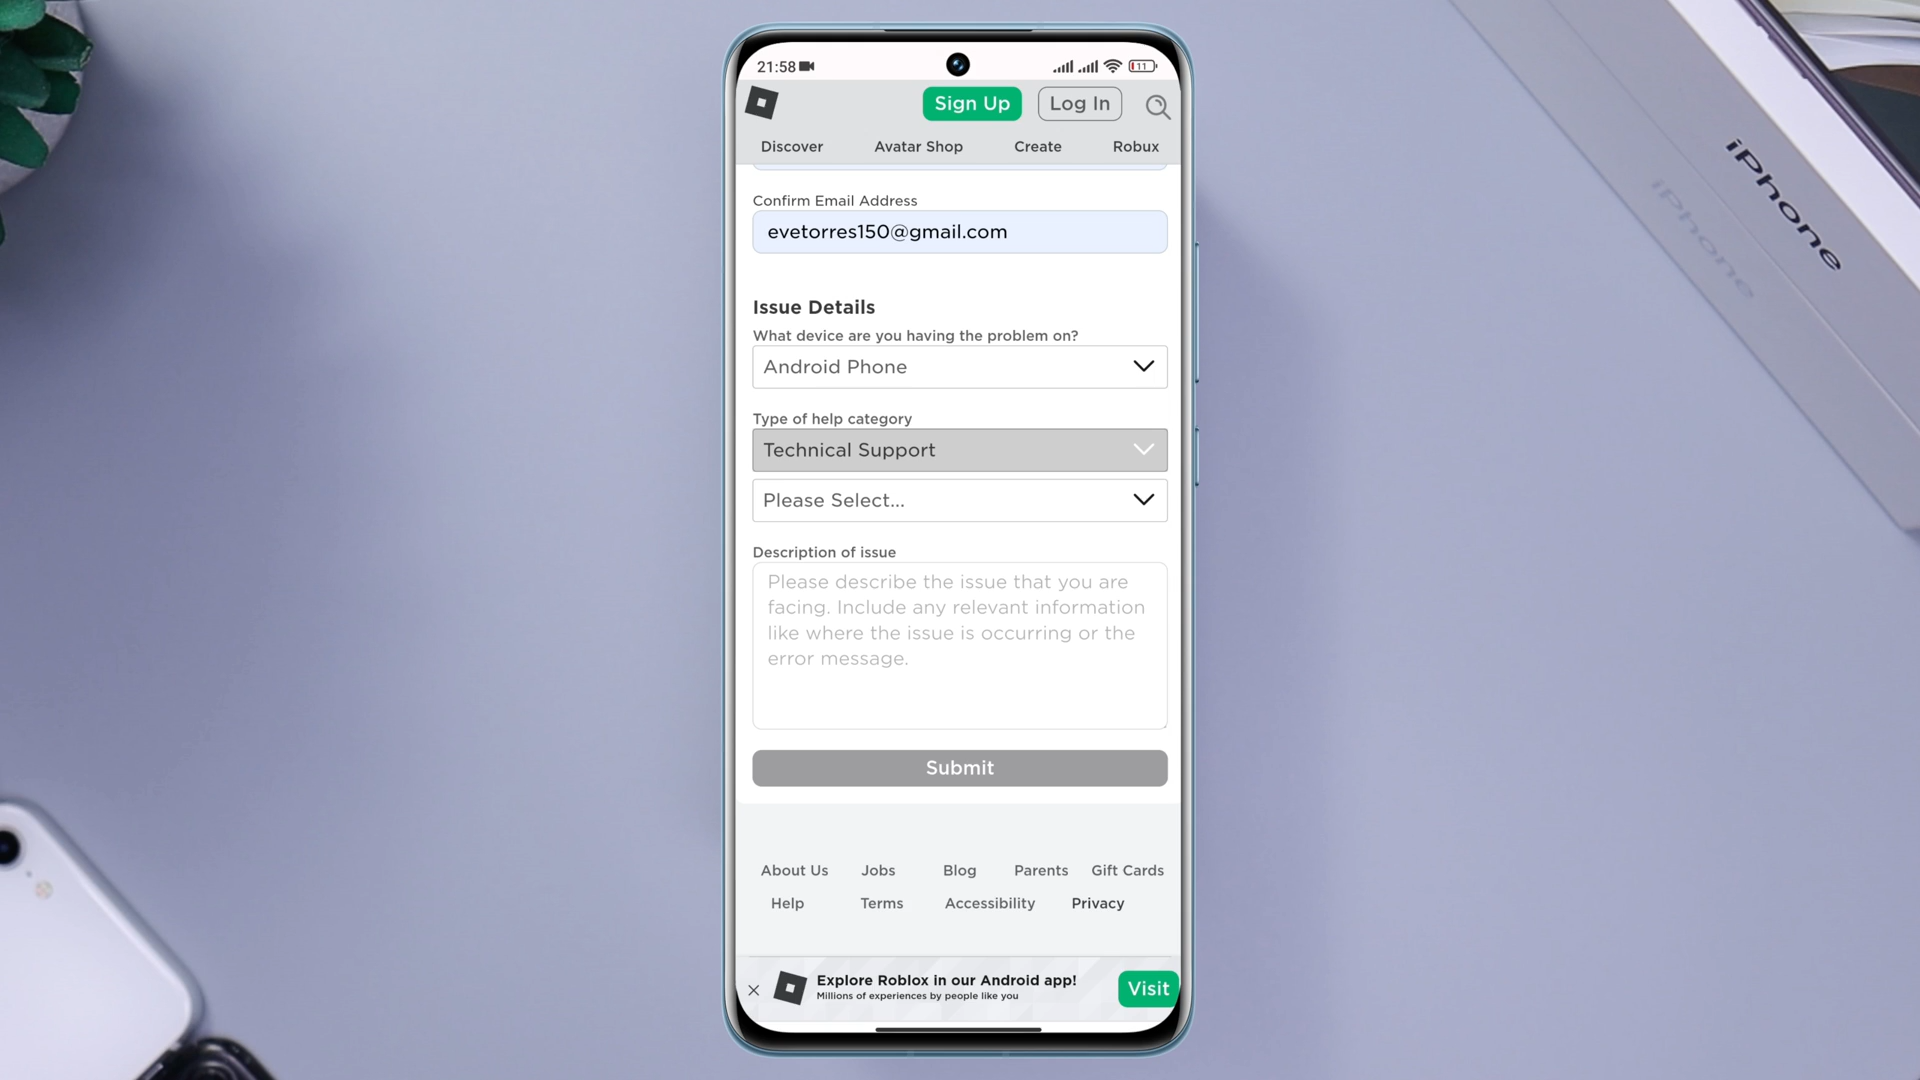 21:58
11
Sign Up
Log In
Discover
Avatar Shop
Create
Robux
Confirm Email Address
evetorres150@gmail.com
Issue Details
What device are you having the problem on?
Android Phone
Type of help category
Technical Support
Please Select...
Description of issue
Please describe the issue that you are
facing. Include any relevant information
like where the issue is occurring or the
error message.
Submit
About Us
Jobs
Blog
Parents
Gift Cards
Help
Terms
Accessibility
Privacy
Explore Roblox in our Android app!
Millions of experiences by people like you
Visit
iPhone
iPhone